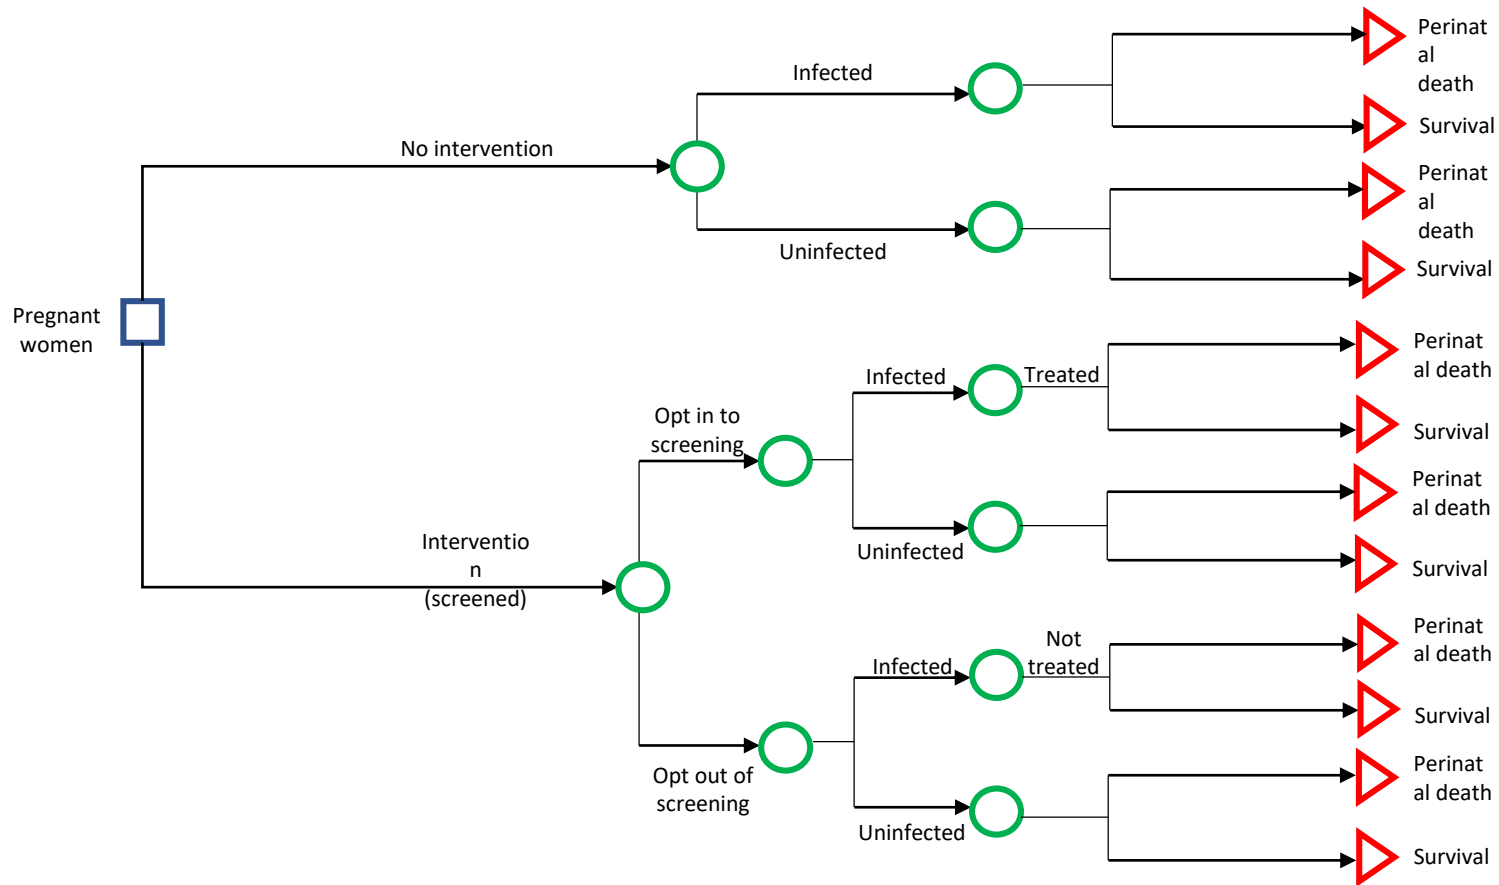 Perinat
al
death
Infected
Survival
No intervention
Perinat
al
death
Uninfected
Survival
Pregnant
women
Perinat
al death
Infected
Treated
Opt in to
screening
Survival
Perinat
al death
Uninfected
Interventio
n
(screened)
Survival
Perinat
al death
Not
treated
Infected
Survival
Opt out of
screening
Perinat
al death
Uninfected
Survival